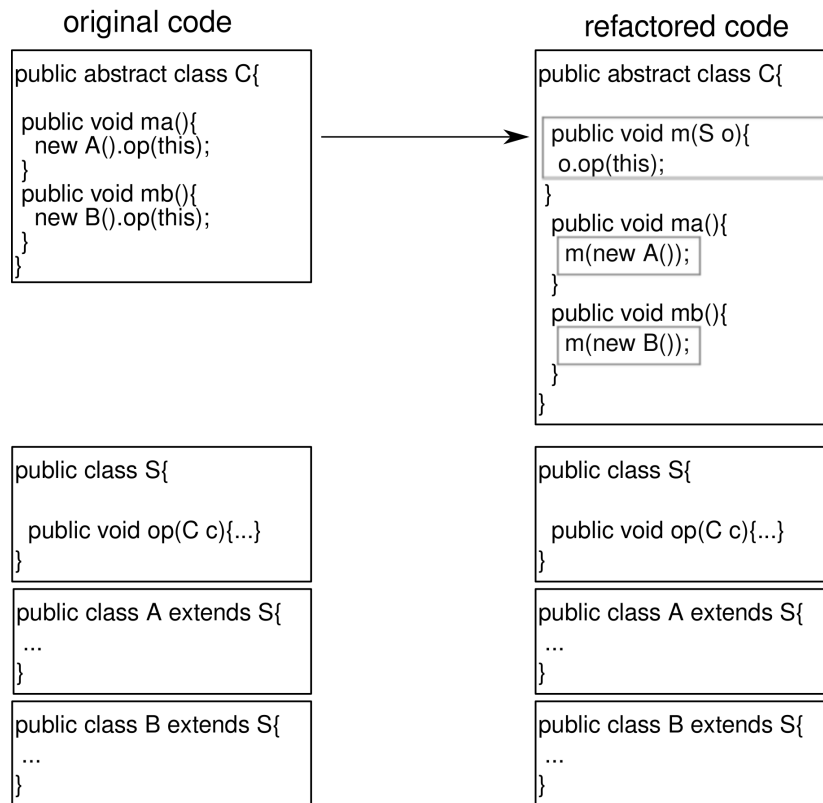 original code
public abstract class C{
public void ma(){
new A().op(this);
}
public void mb(){
new B().op(this);
}
}
public class S{
public void op(C c){...}
}
public class A extends S{
...
}
public class B extends S{
...
}
refactored code
public abstract class C{
public void m(S o){
o.op(this);
}
public void ma(){
m(new A());
}
public void mb(){
m(new B());
}
}
public class S{
public void op(C c){...}
}
public class A extends S{
...
}
public class B extends S{
...
}